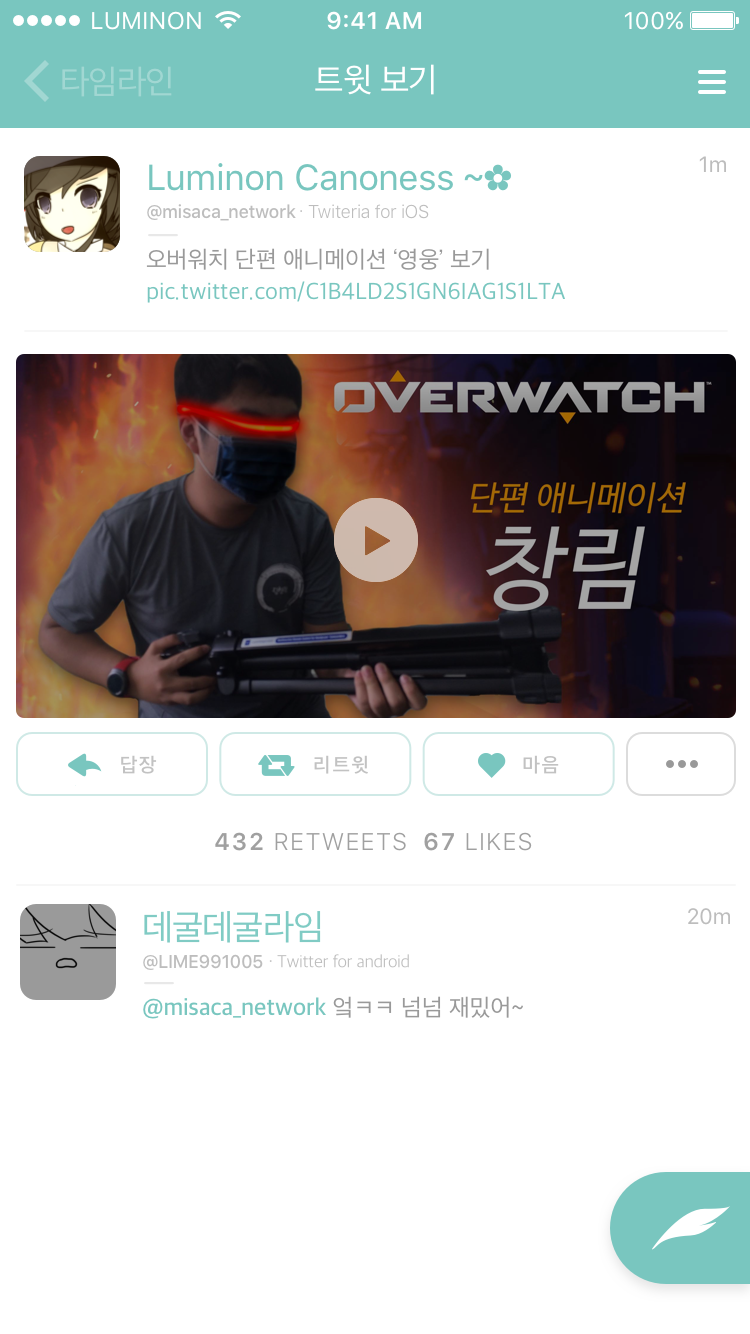 LUMINON 9:41 AM 100%
타임라인 트윗 보기
Luminon Canoness ~✿ 1m
@misaca_network · Twiteria for iOS
오버워치 단편 애니메이션 ‘영웅’ 보기
pic.twitter.com/C1B4LD2S1GN6IAG1S1LTA
OVERWATCH™
단편 애니메이션
창림
답장 리트윗 마음
432 RETWEETS 67 LIKES
데굴데굴라임 20m
@LIME991005 · Twitter for android
@misaca_network 엌ㅋㅋ 넘넘 재밌어~